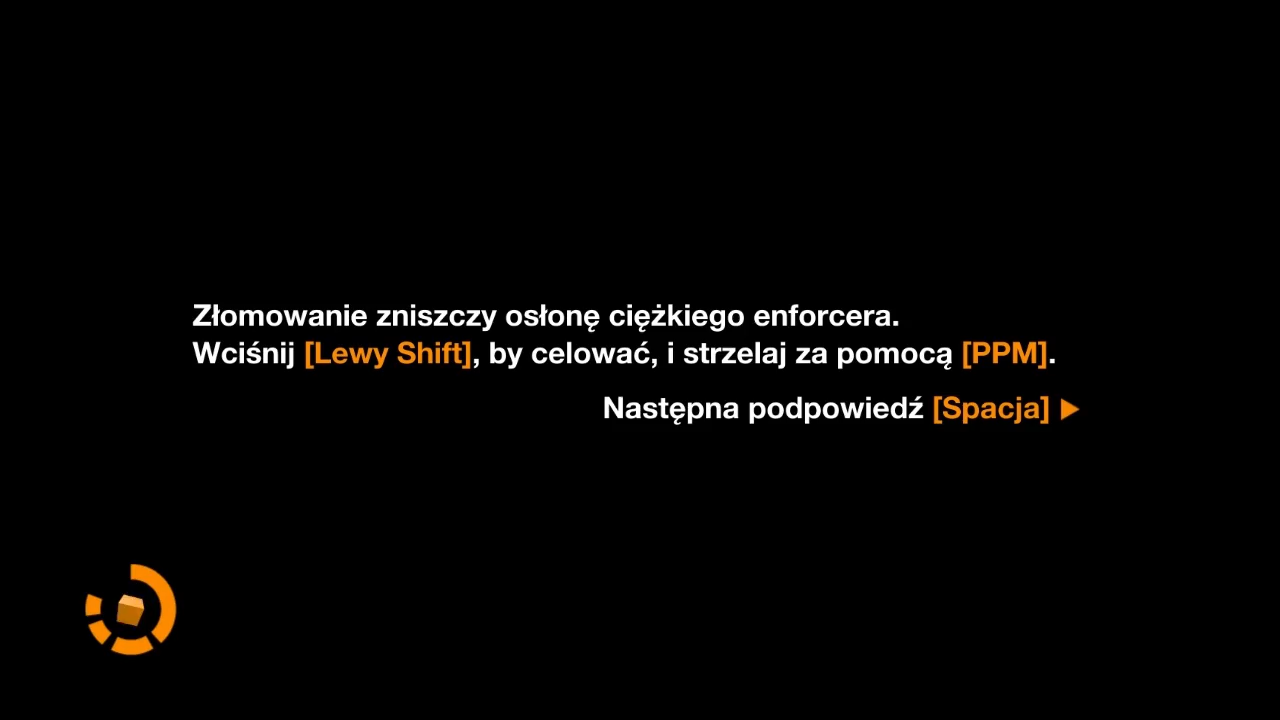 Złomowanie zniszczy osłonę ciężkiego enforcera.
Wciśnij [Lewy Shift], by celować, i strzelaj za pomocą [PPM].
Następna podpowiedź [Spacja]